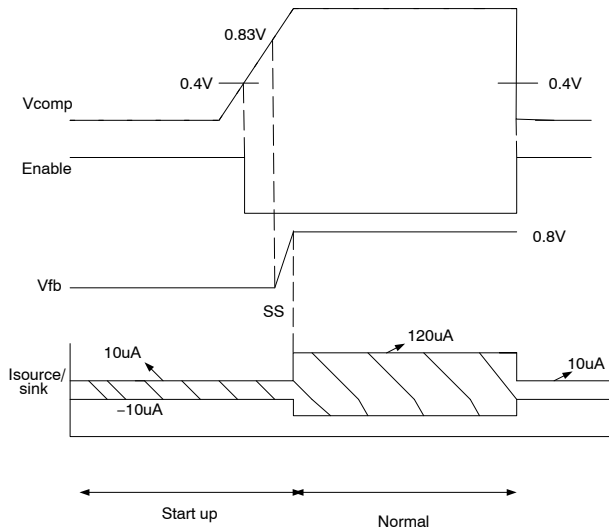 0.83V
0.4V
0.4V
Vcomp
Enable
0.8V
Vfb
SS
120uA
10uA
10uA
Isource/
sink
−10uA
Start up
Normal